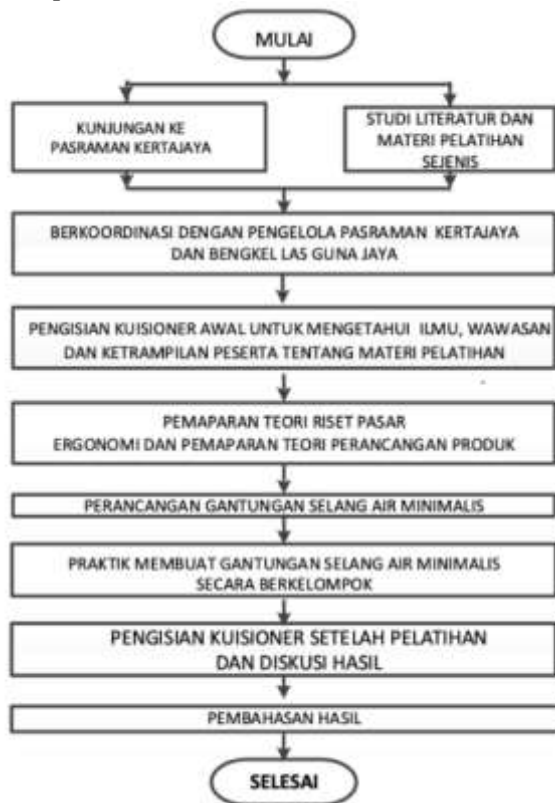 MULAI
KUNJUNGAN KE
PASRAMAN KERTAJAYA
STUDI LITERATUR DAN
MATERI PELATIHAN
SEJENIS
BERKOORDINASI DENGAN PENGELOLA PASRAMAN KERTAJAYA
DAN BENGKEL LAS GUNA JAYA
PENGISIAN KUISIONER AWAL UNTUK MENGETAHUI ILMU, WAWASAN
DAN KETRAMPILAN PESERTA TENTANG MATERI PELATIHAN
PEMAPARAN TEORI RISET PASAR
ERGONOMI DAN PEMAPARAN TEORI PERANCANGAN PRODUK
PERANCANGAN GANTUNGAN SELANG AIR MINIMALIS
PRAKTIK MEMBUAT GANTUNGAN SELANG AIR MINIMALIS
SECARA BERKELOMPOK
PENGISIAN KUISIONER SETELAH PELATIHAN
DAN DISKUSI HASIL
PEMBAHASAN HASIL
SELESAI